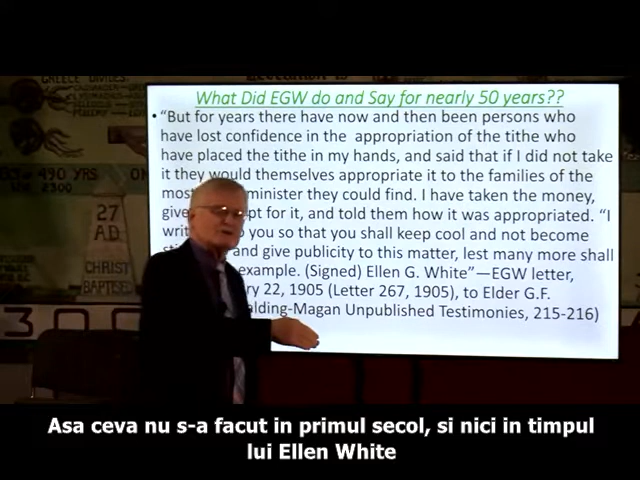 GREECE DIVIDES
What Did EGW do and Say for nearly 50 years??
• “But for years there have now and then been persons who
have lost confidence in the appropriation of the tithe who
have placed the tithe in my hands, and said that if I did not take
it they would themselves appropriate it to the families of the
most minister they could find. I have taken the money,
for it, and told them how it was appropriated. “I
you so that you shall keep cool and not become
and give publicity to this matter, lest many more shall
example. (Signed) Ellen G. White”—EGW letter,
22, 1905 (Letter 267, 1905), to Elder G.F.
Magan Unpublished Testimonies, 215-216)
OF 490 YRS
2300
27
A.D.
CHRIST
BAPTISED
Asa ceva nu s-a facut in primul secol, si nici in timpul
lui Ellen White